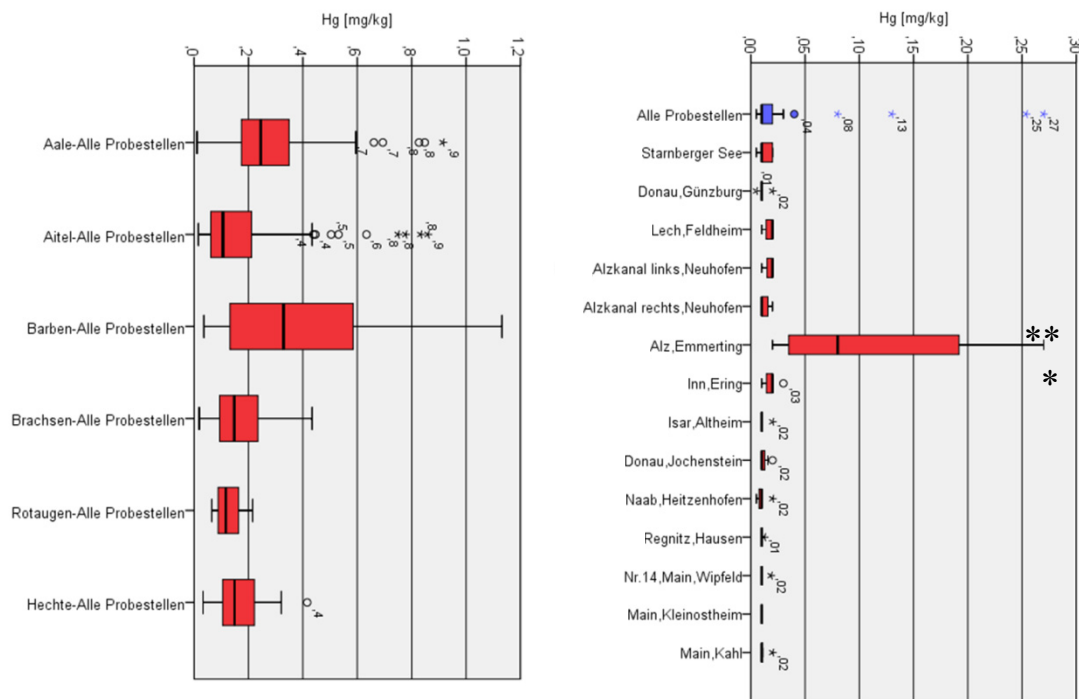 Hg [mg/kg]
,0 ,2 ,4 ,6 ,8 1,0 1,2
Aale-Alle Probestellen
,7 ,7 ,8 ,8 ,9
Aitel-Alle Probestellen
,4 ,4 ,5 ,5 ,6 ,8 ,8 ,8 ,9
Barben-Alle Probestellen
Brachsen-Alle Probestellen
Rotaugen-Alle Probestellen
Hechte-Alle Probestellen
,4
Hg [mg/kg]
,00 ,05 ,10 ,15 ,20 ,25 ,30
Alle Probestellen
,04 ,08 ,13 ,25 ,27
Starnberger See
Donau,Günzburg
,01 ,02
Lech,Feldheim
Alzkanal links,Neuhofen
Alzkanal rechts,Neuhofen
Alz,Emmerting
**
*
Inn,Ering
,03
Isar,Altheim
,02
Donau,Jochenstein
,02
Naab,Heitzenhofen
,02
Regnitz,Hausen
,01
Nr.14,Main,Wipfeld
,02
Main,Kleinostheim
Main,Kahl
,02